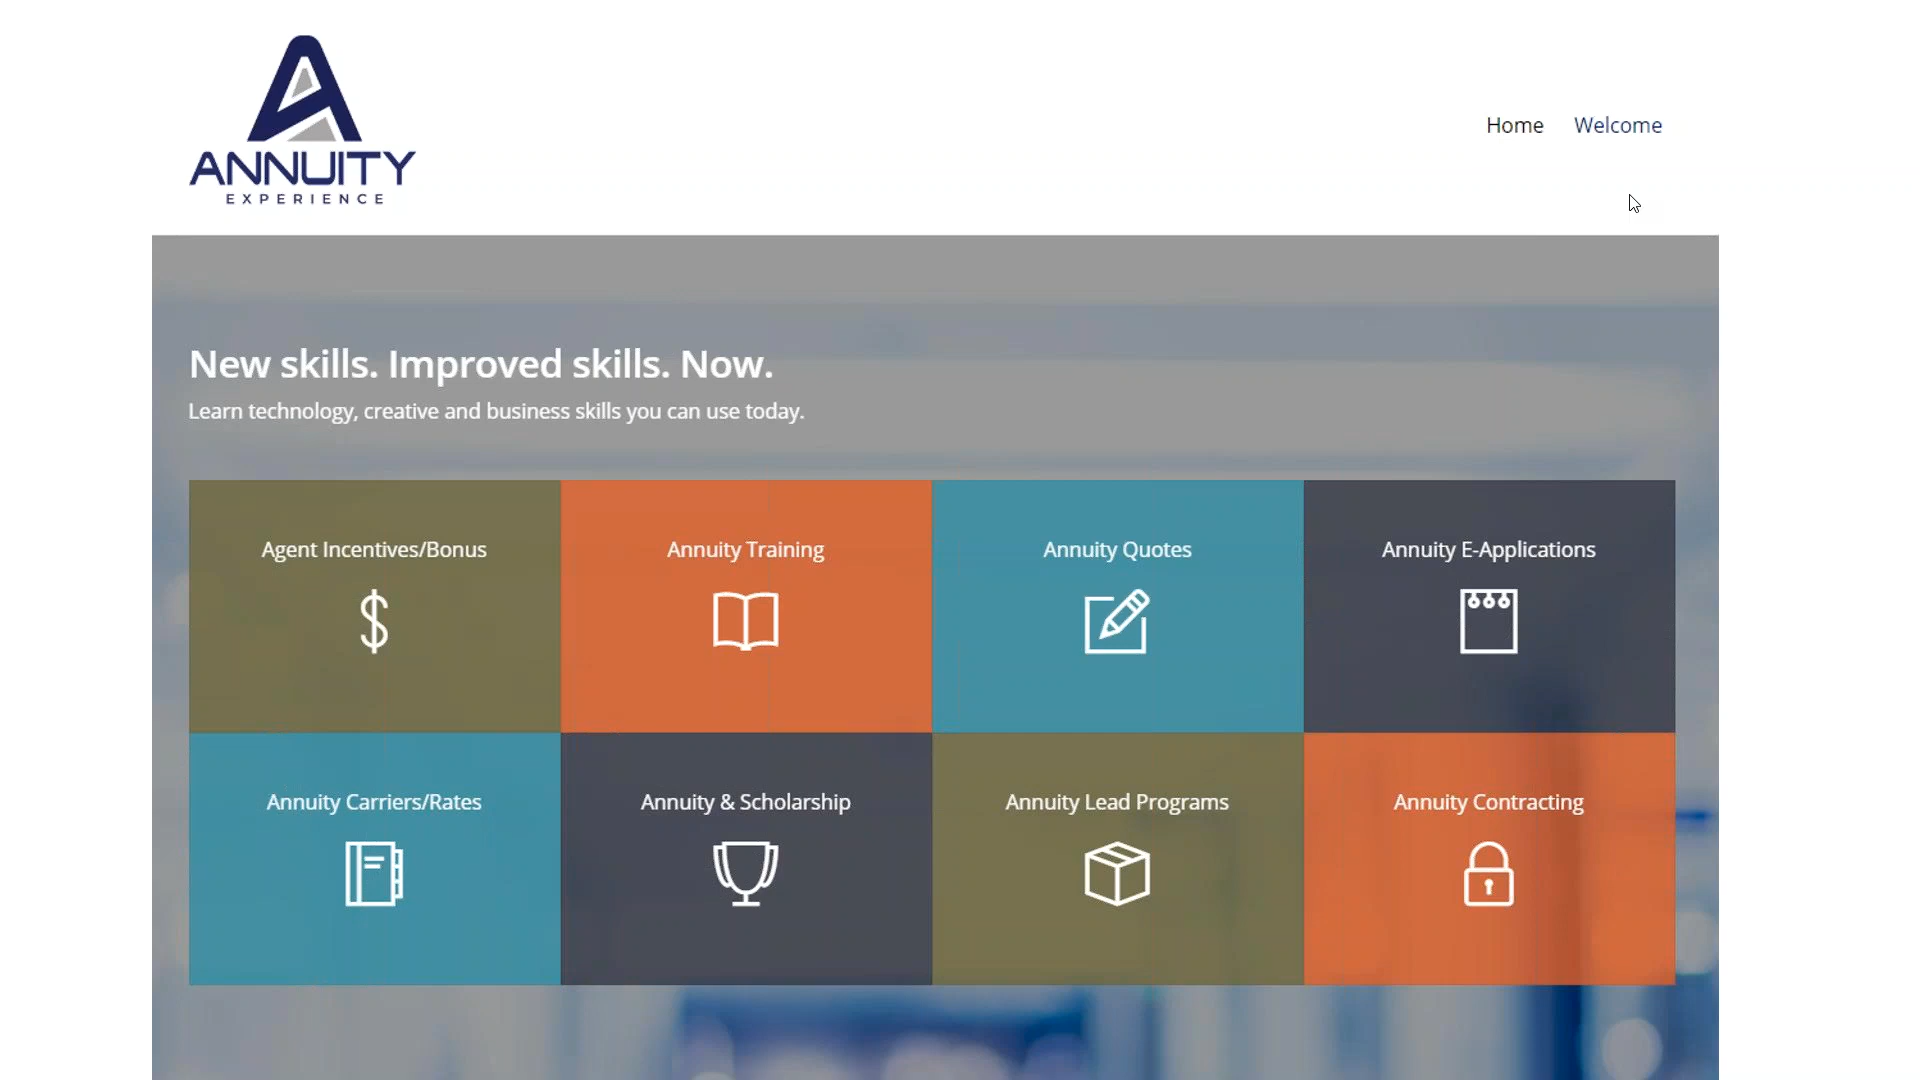 ANNUITY
EXPERIENCE
Home Welcome
New skills. Improved skills. Now.
Learn technology, creative and business skills you can use today.
Agent Incentives/Bonus
Annuity Training
Annuity Quotes
Annuity E-Applications
Annuity Carriers/Rates
Annuity & Scholarship
Annuity Lead Programs
Annuity Contracting